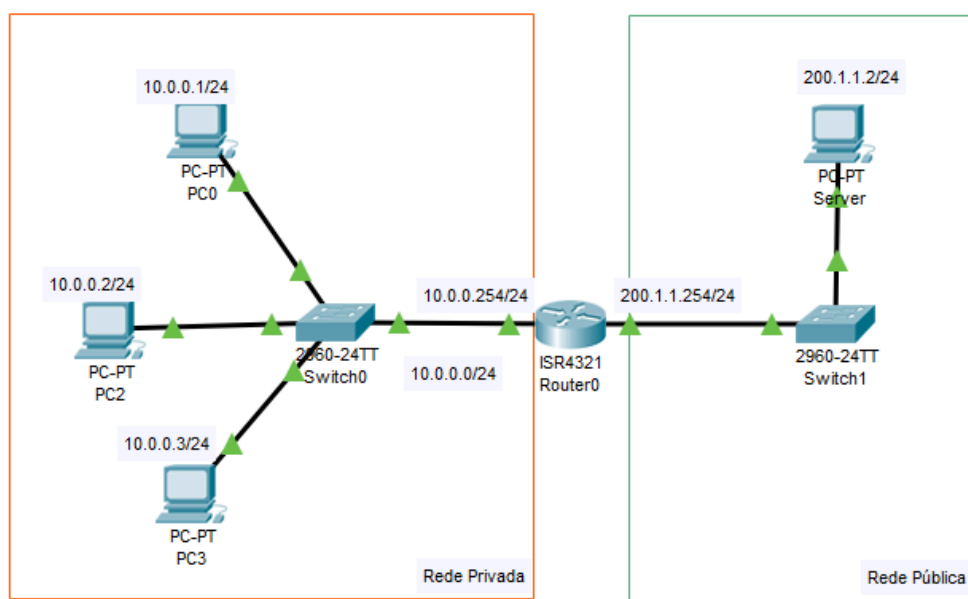 10.0.0.1/24
PC-PT
PC0
10.0.0.2/24
PC-PT
PC2
10.0.0.3/24
PC-PT
PC3
2960-24TT
Switch0
10.0.0.254/24
10.0.0.0/24
ISR4321
Router0
Rede Privada
200.1.1.2/24
PC-PT
Server
200.1.1.254/24
2960-24TT
Switch1
Rede Pública